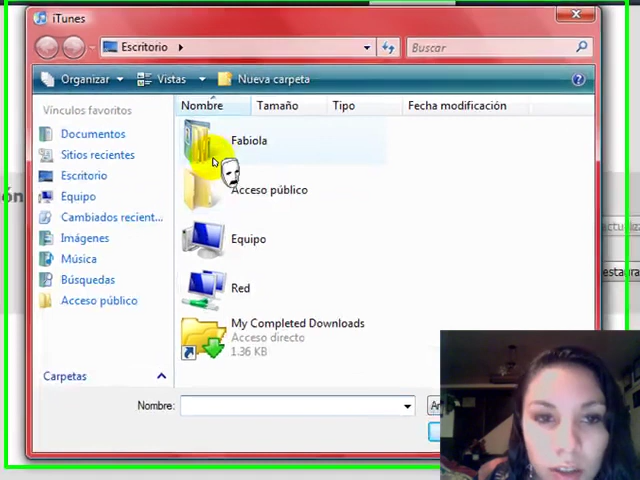 iTunes
Escritorio
Buscar
Organizar Vistas Nueva carpeta
Vínculos favoritos
Documentos
Sitios recientes
Escritorio
Equipo
Cambiados recient...
Imágenes
Música
Búsquedas
Acceso público
Carpetas
Nombre Tamaño Tipo Fecha modificación
Fabiola
Acceso público
Equipo
Red
My Completed Downloads
Acceso directo
1.36 KB
Nombre:
ón